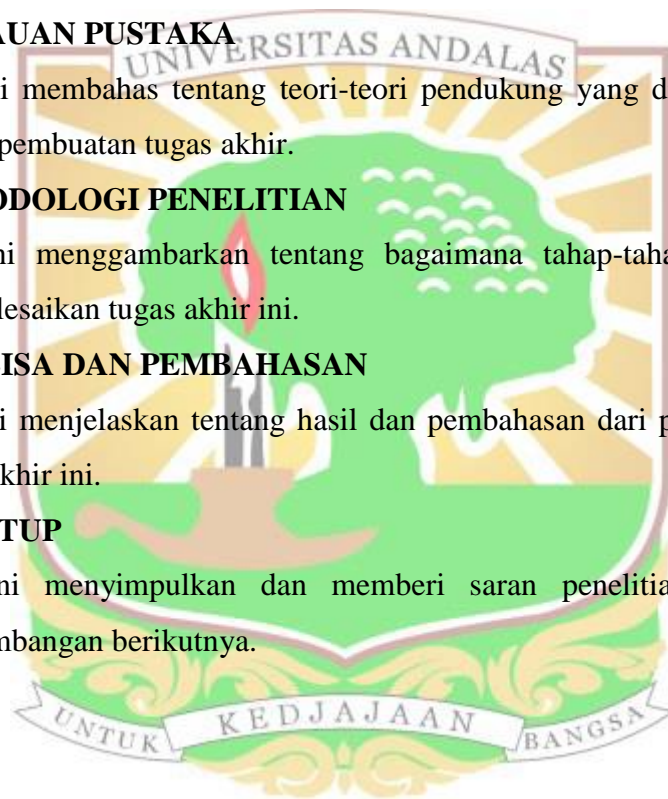 AUAN PUSTAKA
UNIVERSITAS ANDALAS
i membahas tentang teori-teori pendukung yang d
pembuatan tugas akhir.
ODOLOGI PENELITIAN
ni menggambarkan tentang bagaimana tahap-taha
lesaikan tugas akhir ini.
ISA DAN PEMBAHASAN
i menjelaskan tentang hasil dan pembahasan dari p
khir ini.
TUP
ni menyimpulkan dan memberi saran penelitia
mbangan berikutnya.
UNTUK KEDJAJAAN BANGSA